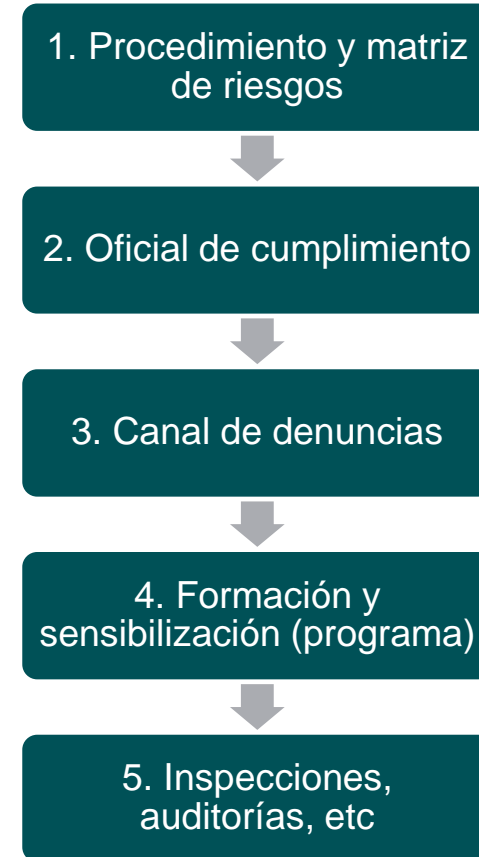 1. Procedimiento y matriz
de riesgos
2. Oficial de cumplimiento
3. Canal de denuncias
4. Formación y
sensibilización (programa)
5. Inspecciones,
auditorías, etc